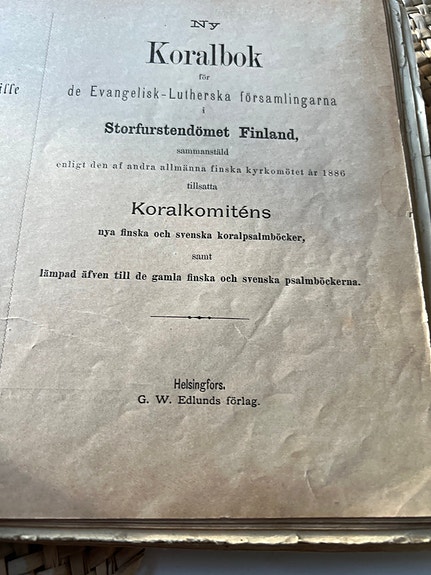 Ny
Koralbok
för
de Evangelisk-Lutherska församlingarna
i
Storfurstendömet Finland,
sammanstäld
enligt den af andra allmänna finska kyrkomötet år 1886
tillsatta
Koralkomiténs
nya finska och svenska koralpsalmböcker,
samt
lämpad äfven till de gamla finska och svenska psalmböckerna.
Helsingfors.
G. W. Edlunds förlag.